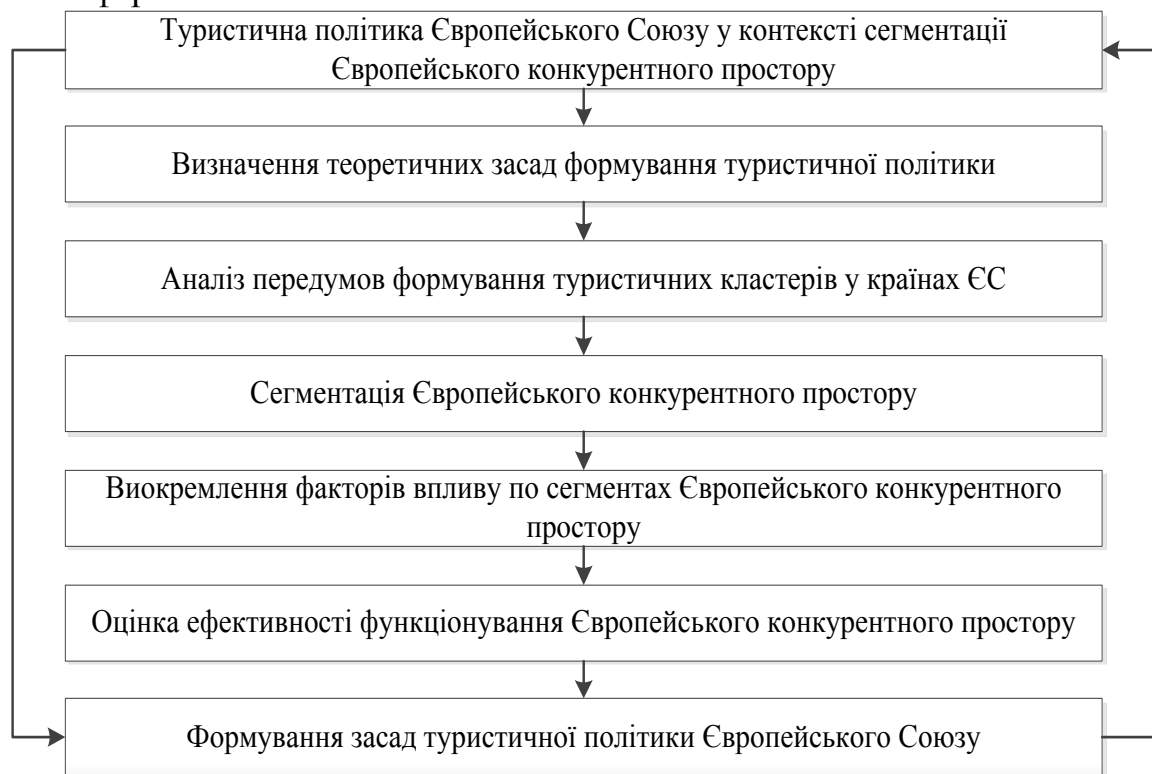 Туристична політика Європейського Союзу у контексті сегментації
Європейського конкурентного простору
Визначення теоретичних засад формування туристичної політики
Аналіз передумов формування туристичних кластерів у країнах ЄС
Сегментація Європейського конкурентного простору
Виокремлення факторів впливу по сегментах Європейського конкурентного
простору
Оцінка ефективності функціонування Європейського конкурентного простору
Формування засад туристичної політики Європейського Союзу